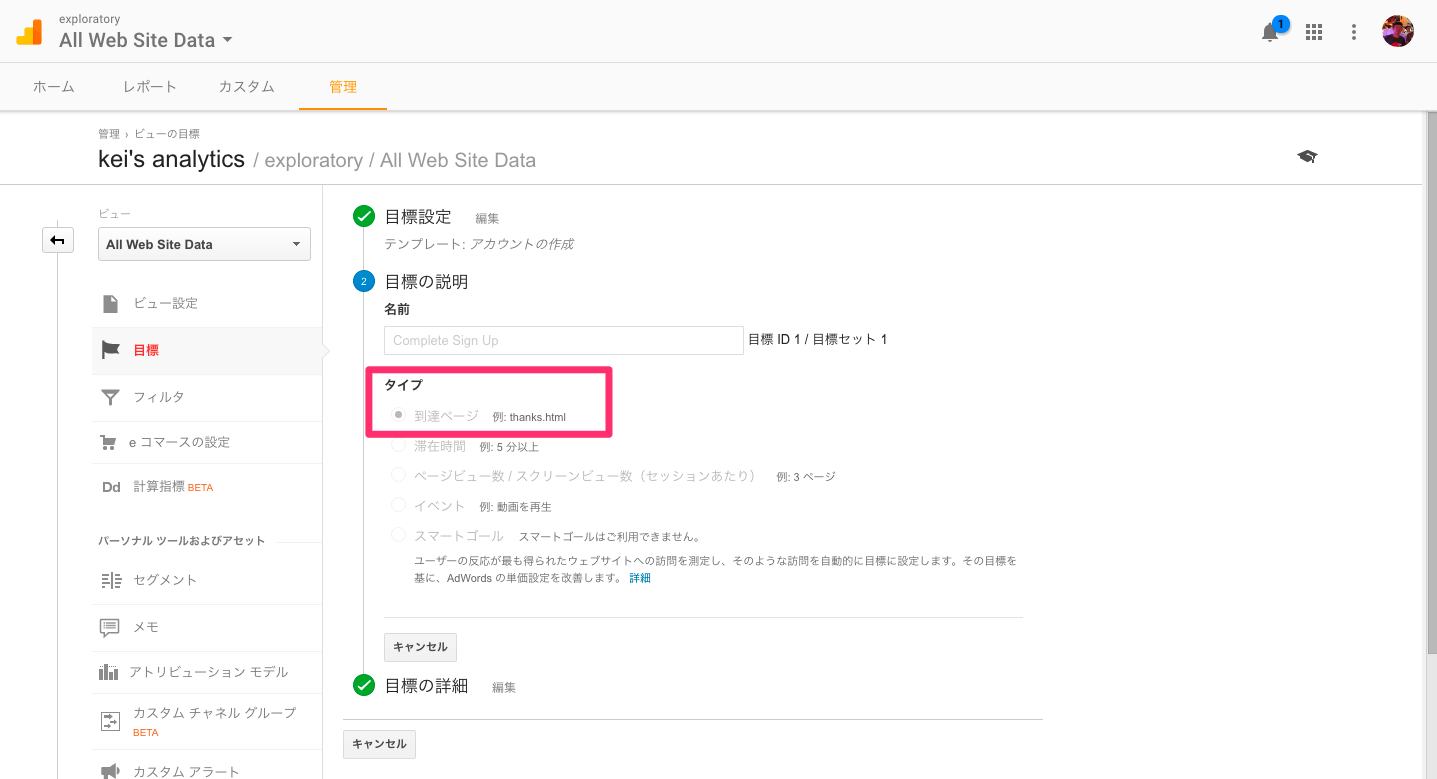 exploratory
All Web Site Data
1
ホーム レポート カスタム 管理
管理 › ビューの目標
kei's analytics / exploratory / All Web Site Data
ビュー
All Web Site Data
ビュー設定
目標
フィルタ
e コマースの設定
Dd 計算指標 BETA
パーソナル ツールおよびアセット
セグメント
メモ
アトリビューション モデル
カスタム チャネル グループ
BETA
カスタム アラート
目標設定 編集
テンプレート: アカウントの作成
2 目標の説明
名前
Complete Sign Up 目標 ID 1 / 目標セット 1
タイプ
到達ページ 例: thanks.html
滞在時間 例: 5 分以上
ページビュー数 / スクリーンビュー数（セッションあたり） 例: 3 ページ
イベント 例: 動画を再生
スマートゴール スマートゴールはご利用できません。
ユーザーの反応が最も得られたウェブサイトへの訪問を測定し、そのような訪問を自動的に目標に設定します。その目標を
基に、AdWords の単価設定を改善します。 詳細
キャンセル
目標の詳細 編集
キャンセル